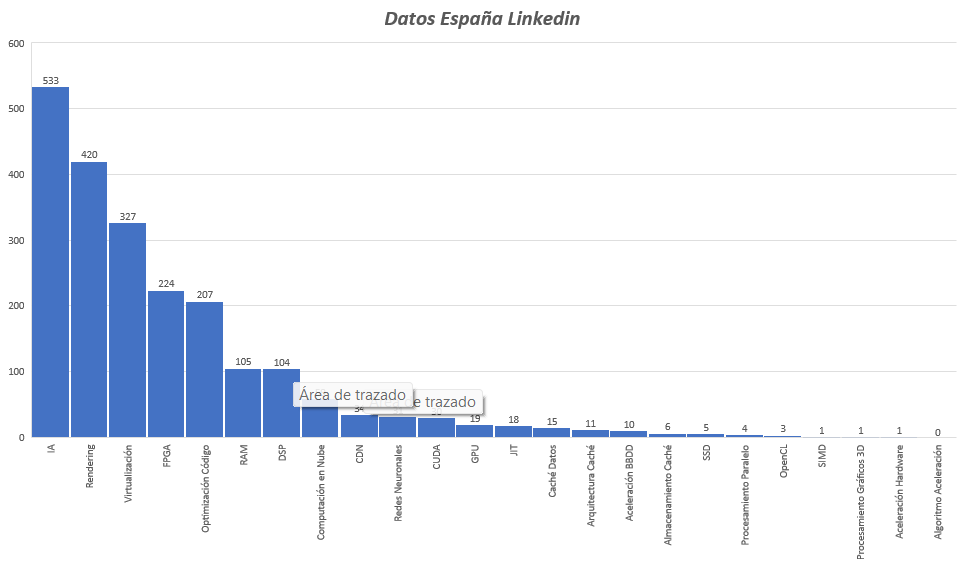 Datos España Linkedin
600
500
400
300
200
100
0
533
420
327
224
207
105
104
34
19
18
15
11
10
6
5
4
3
1
1
1
0
Área de trazado
Área de trazado
IA
Rendering
Virtualización
FPGA
Optimización Código
RAM
DSP
Computación en Nube
CDN
Redes Neuronales
CUDA
GPU
JIT
Caché Datos
Arquitectura Caché
Aceleración BBDD
Almacenamiento Caché
SSD
Procesamiento Paralelo
OpenCL
SIMD
Procesamiento Gráficos 3D
Aceleración Hardware
Algoritmo Aceleración